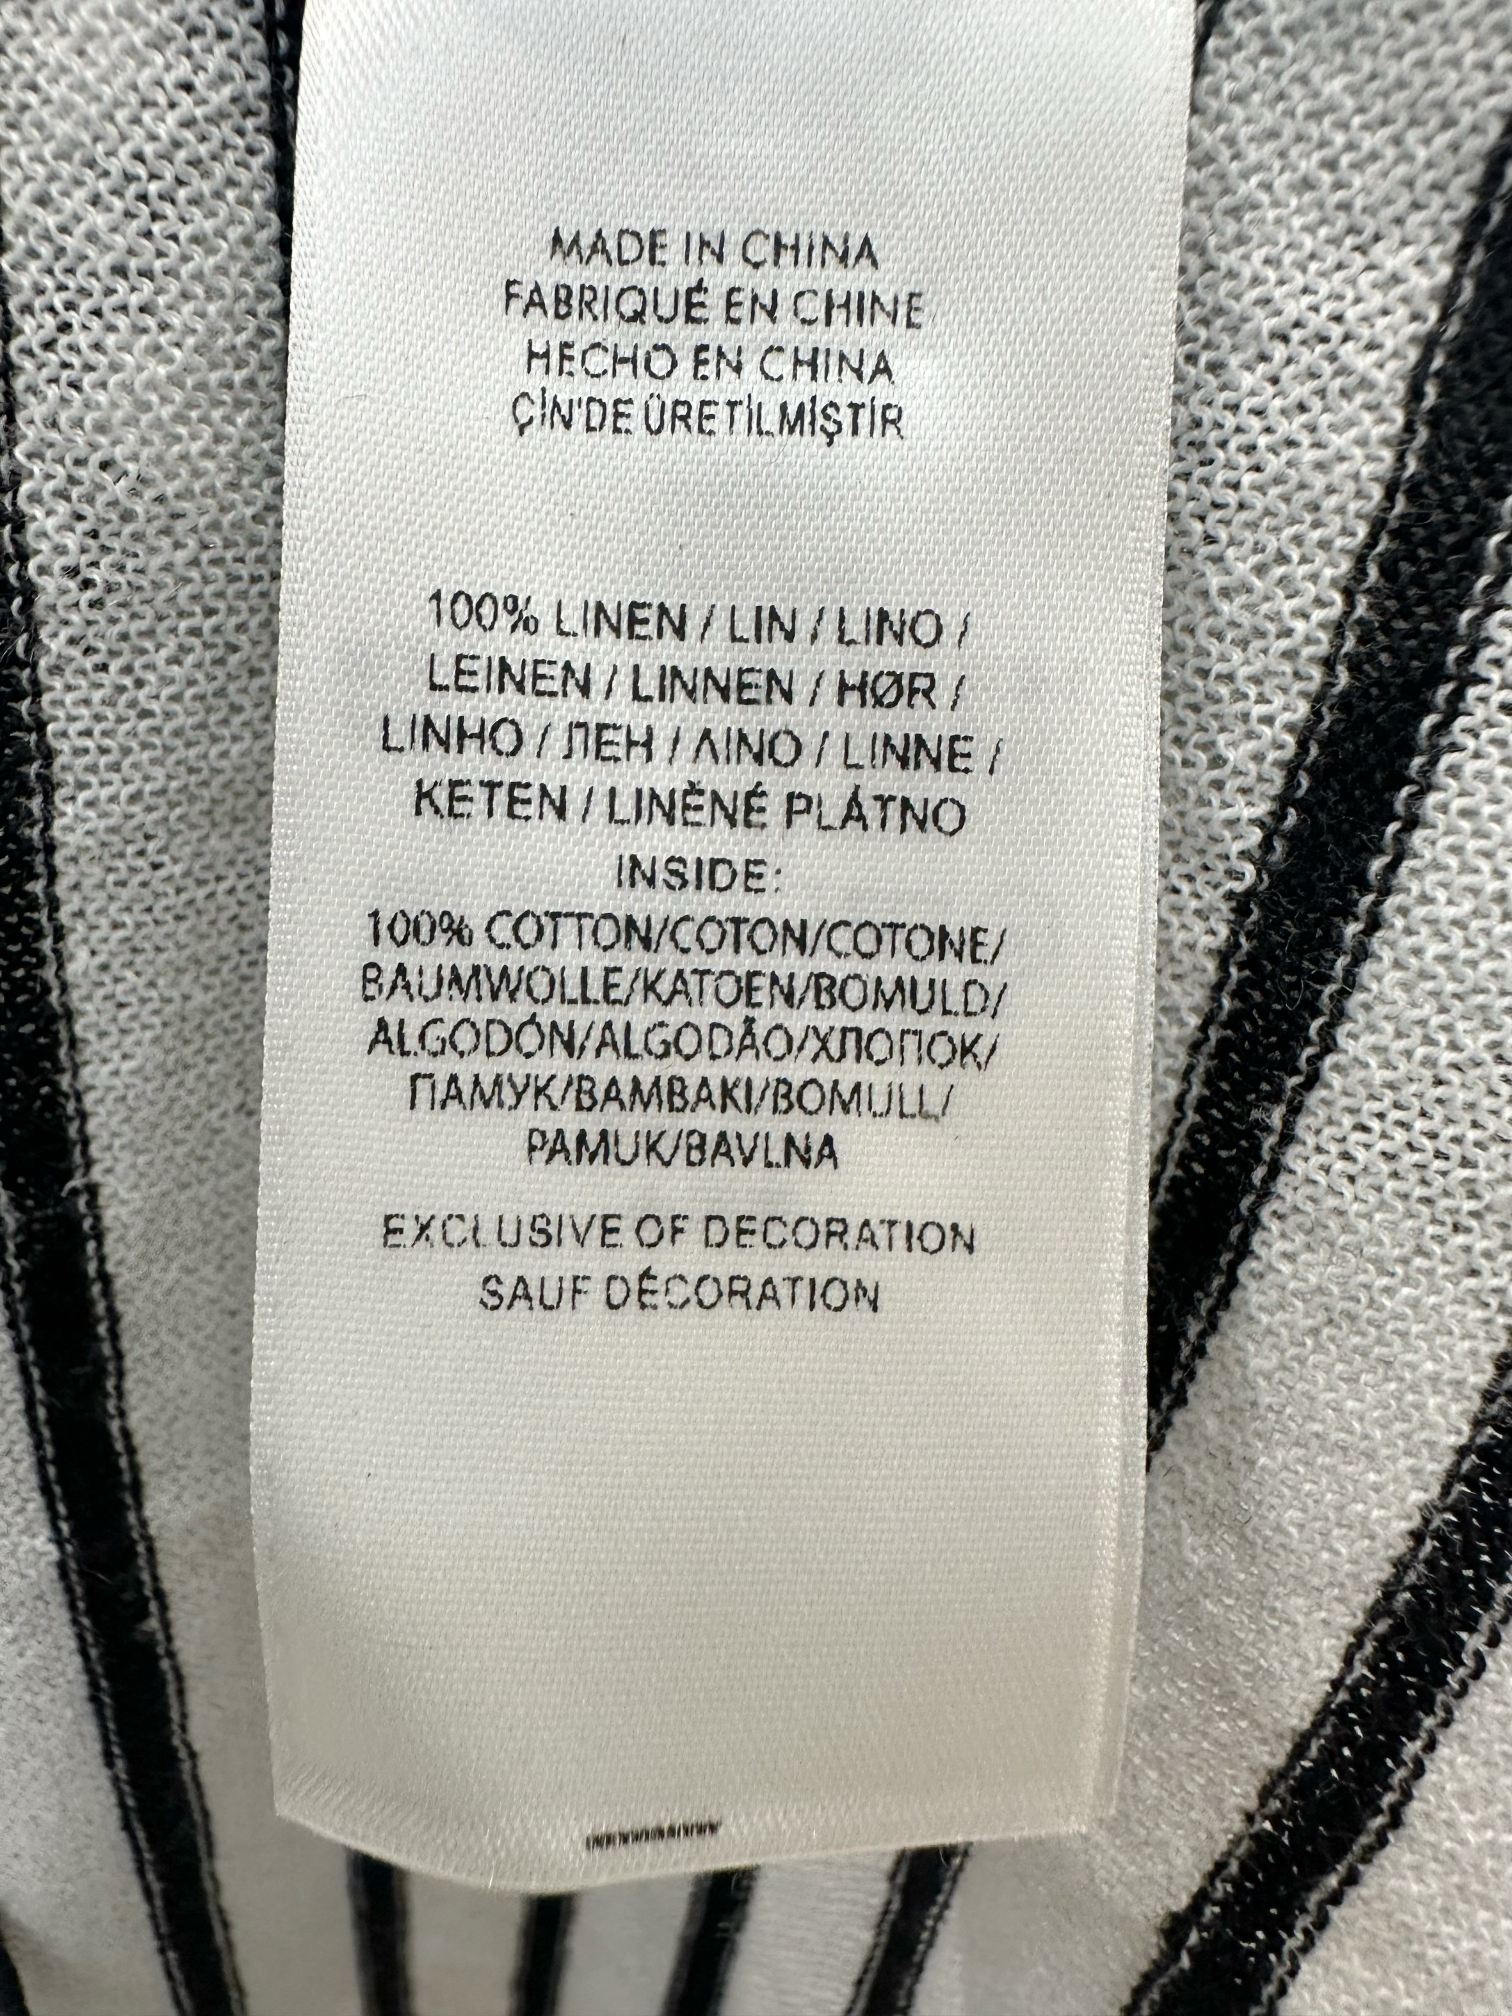 MADE IN CHINA
FABRIQUÉ EN CHINE
HECHO EN CHINA
ÇİN'DE ÜRETİLMİŞTİR
100% LINEN / LIN / LINO /
LEINEN / LINNEN / HØR /
LINHO / ЛЕН / ΛΙΝΟ / LINNE /
KETEN / LINĚNÉ PLÁTNO
INSIDE:
100% COTTON/COTON/COTONE/
BAUMWOLLE/KATOEN/BOMULD/
ALGODÓN/ALGODÃO/ХЛОПОК/
ПАМУК/ΒΑΜΒΑΚΙ/BOMULL/
PAMUK/BAVLNA
EXCLUSIVE OF DECORATION
SAUF DÉCORATION